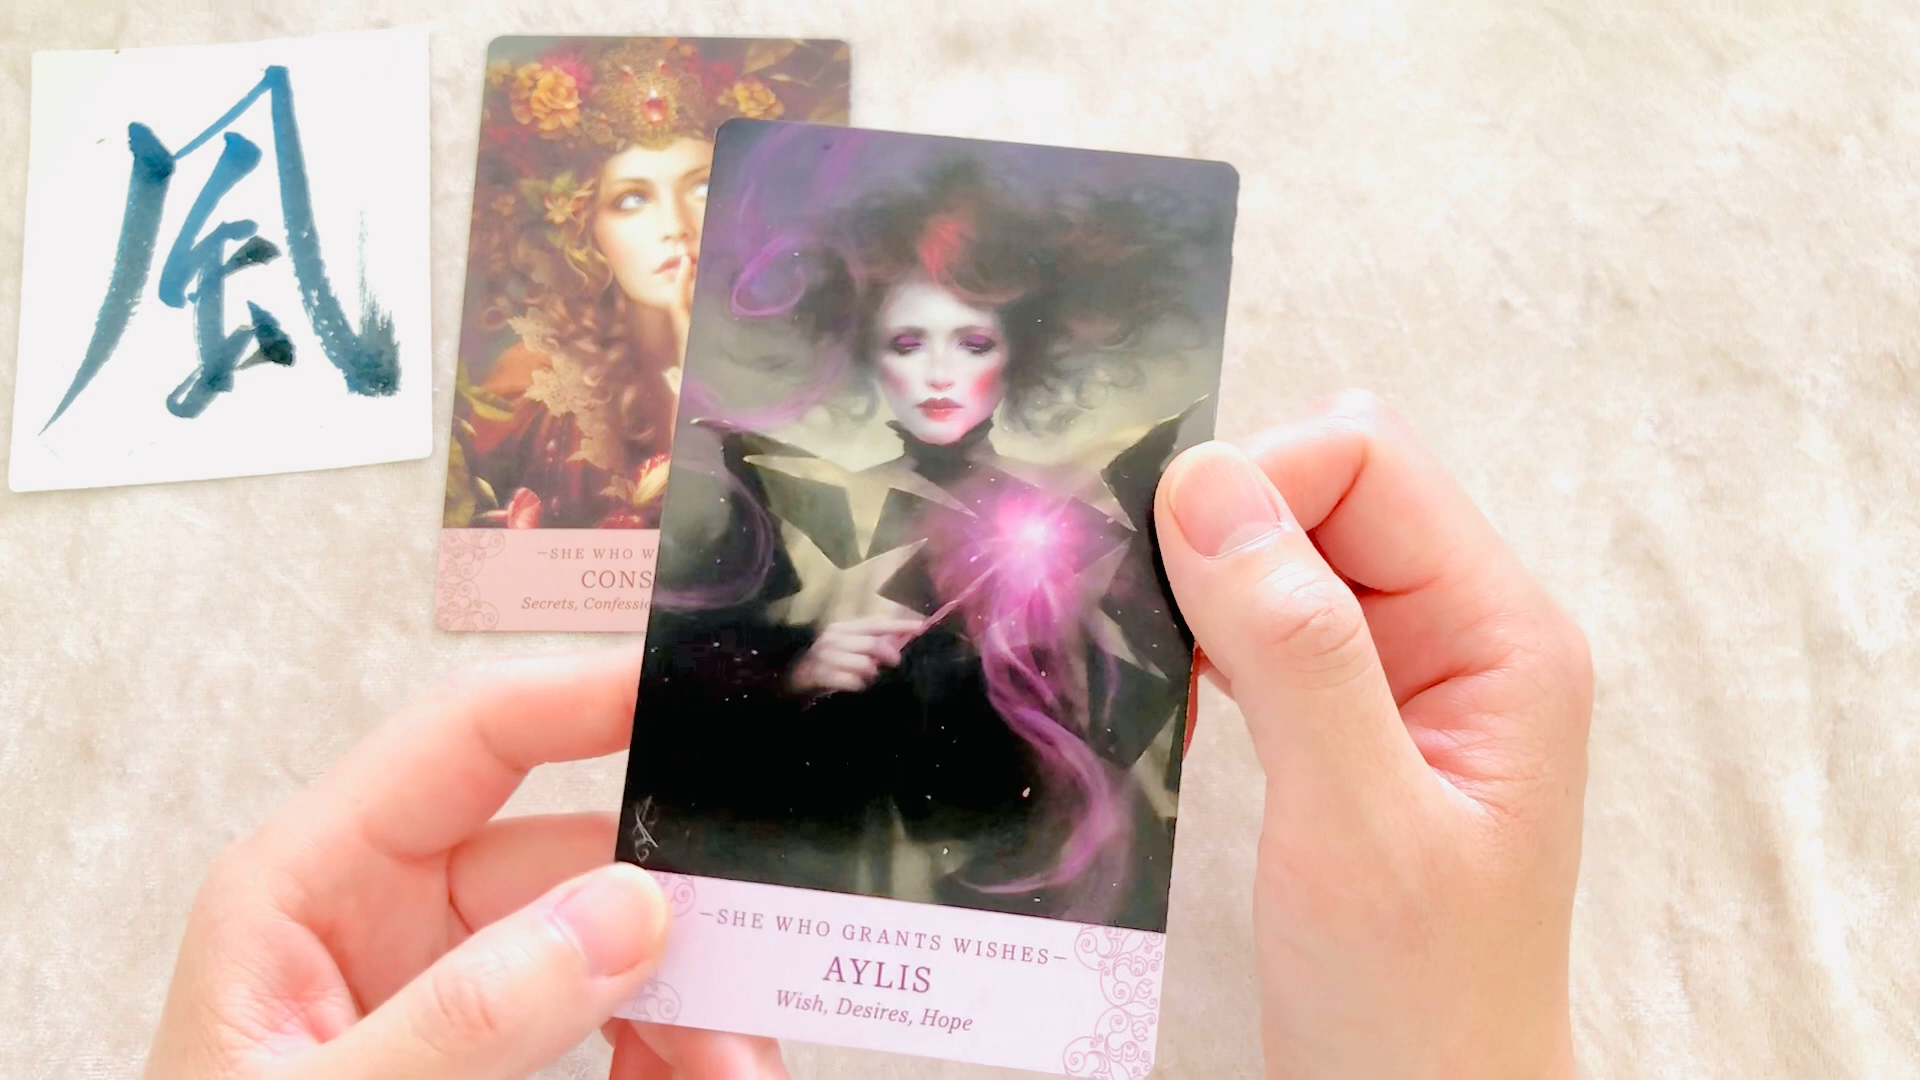 風
—SHE WHO W
CONS
Secrets, Confessio
—SHE WHO GRANTS WISHES—
AYLIS
Wish, Desires, Hope